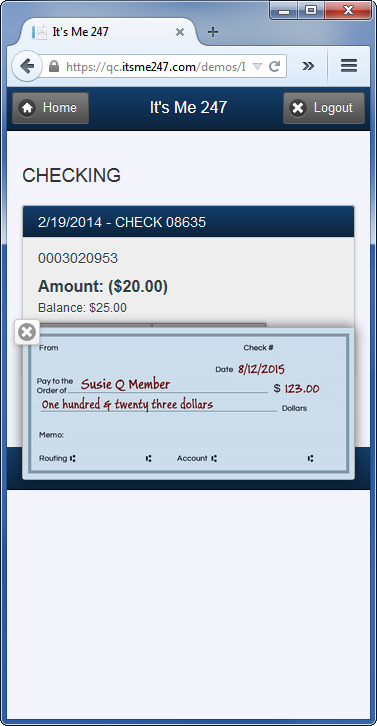 It's Me 247
https://qc.itsme247.com/demos/I
Home
It's Me 247
Logout
CHECKING
2/19/2014 - CHECK 08635
0003020953
Amount: ($20.00)
Balance: $25.00
From
Check #
Date 8/12/2015
Pay to the
Order of Susie Q Member $ 123.00
One hundred & twenty three dollars Dollars
Memo:
Routing ⑆ ⑆ Account ⑆ ⑆